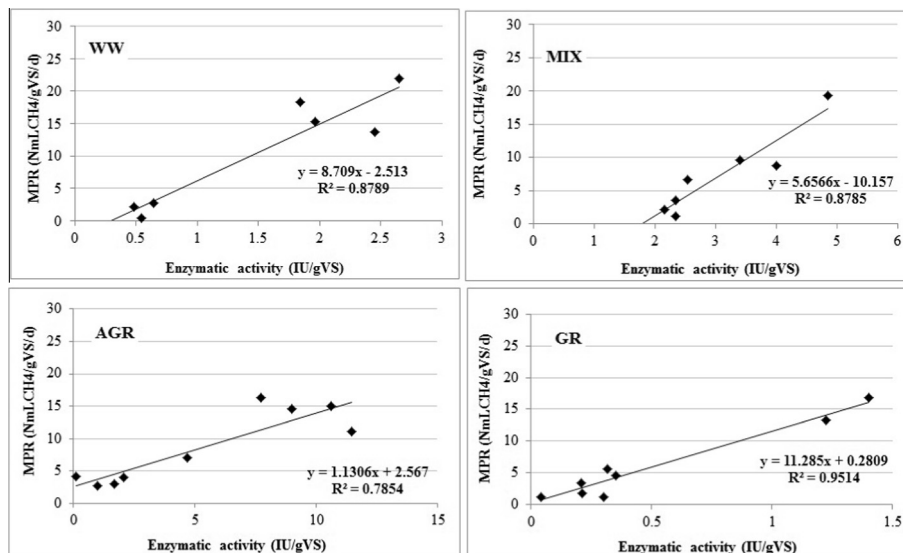 WW
MPR (NmLCH4/gVS/d)
30
25
20
15
10
5
0
y = 8.709x - 2.513
R² = 0.8789
0 0.5 1 1.5 2 2.5 3
Enzymatic activity (IU/gVS)
MIX
MPR (NmLCH4/gVS/d)
30
25
20
15
10
5
0
y = 5.6566x - 10.157
R² = 0.8785
0 1 2 3 4 5 6
Enzymatic activity (IU/gVS)
AGR
MPR (NmLCH4/gVS/d)
30
25
20
15
10
5
0
y = 1.1306x + 2.567
R² = 0.7854
0 5 10 15
Enzymatic activity (IU/gVS)
GR
MPR (NmLCH4/gVS/d)
30
25
20
15
10
5
0
y = 11.285x + 0.2809
R² = 0.9514
0 0.5 1 1.5
Enzymatic activity (IU/gVS)